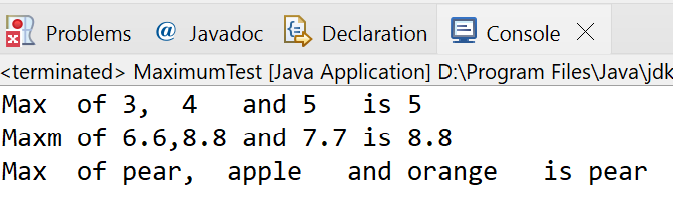 Problems @ Javadoc Declaration Console
<terminated> MaximumTest [Java Application] D:\Program Files\Java\jdk
Max  of 3,  4   and 5   is 5
Maxm of 6.6,8.8 and 7.7 is 8.8
Max  of pear,  apple   and orange   is pear